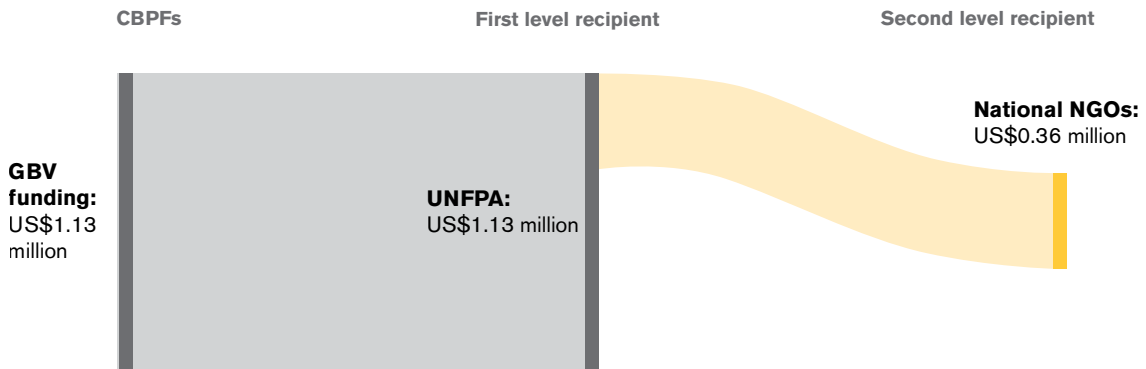 CBPFs
First level recipient
Second level recipient
GBV
funding:
US$1.13
million
UNFPA:
US$1.13 million
National NGOs:
US$0.36 million